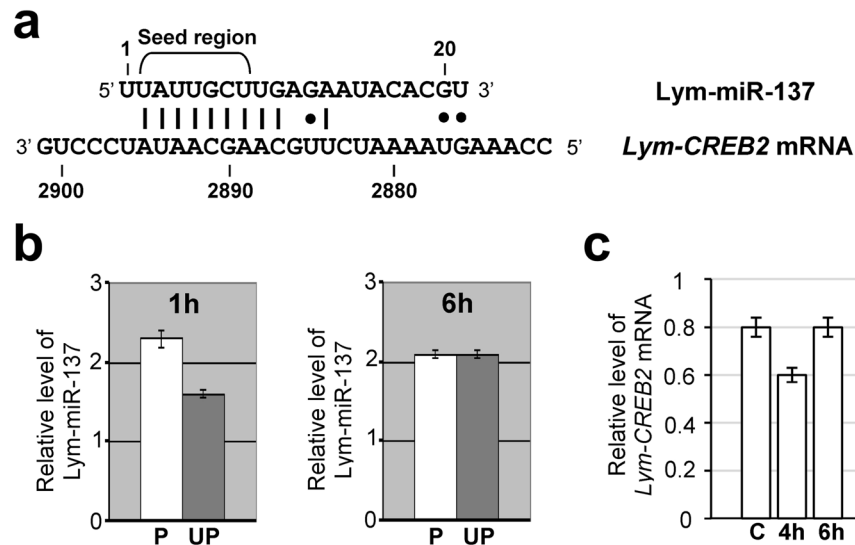 a
Seed region
1 20
5' UUAUUGCUUGAGAAUACACGU 3' Lym-miR-137
3' GUCCCUAUAACGAACGUUCUAAAAUGAAACC 5' Lym-CREB2 mRNA
2900 2890 2880
b
Relative level of
Lym-miR-137
3
2
1
0
1h
P UP
Relative level of
Lym-miR-137
3
2
1
0
6h
P UP
c
Relative level of
Lym-CREB2 mRNA
1
0.8
0.6
0.4
0.2
0
C 4h 6h